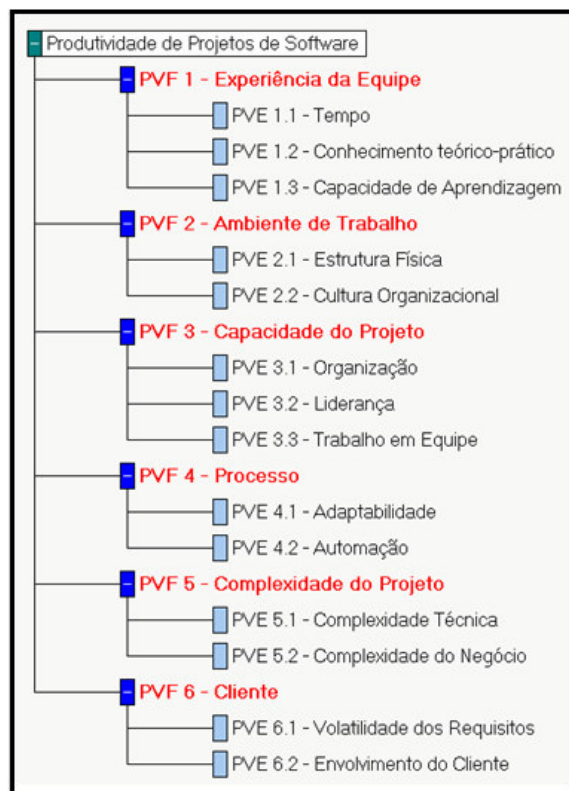 Produtividade de Projetos de Software
PVF 1 - Experiência da Equipe
PVE 1.1 - Tempo
PVE 1.2 - Conhecimento teórico-prático
PVE 1.3 - Capacidade de Aprendizagem
PVF 2 - Ambiente de Trabalho
PVE 2.1 - Estrutura Física
PVE 2.2 - Cultura Organizacional
PVF 3 - Capacidade do Projeto
PVE 3.1 - Organização
PVE 3.2 - Liderança
PVE 3.3 - Trabalho em Equipe
PVF 4 - Processo
PVE 4.1 - Adaptabilidade
PVE 4.2 - Automação
PVF 5 - Complexidade do Projeto
PVE 5.1 - Complexidade Técnica
PVE 5.2 - Complexidade do Negócio
PVF 6 - Cliente
PVE 6.1 - Volatilidade dos Requisitos
PVE 6.2 - Envolvimento do Cliente